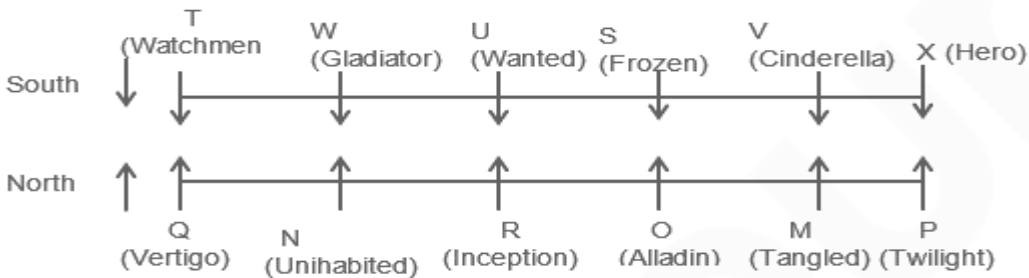 T
(Watchmen
W
(Gladiator)
U
(Wanted)
S
(Frozen)
V
(Cinderella)
X (Hero)
South
North
Q
(Vertigo)
N
(Unihabited)
R
(Inception)
O
(Alladin)
M
(Tangled)
P
(Twilight)